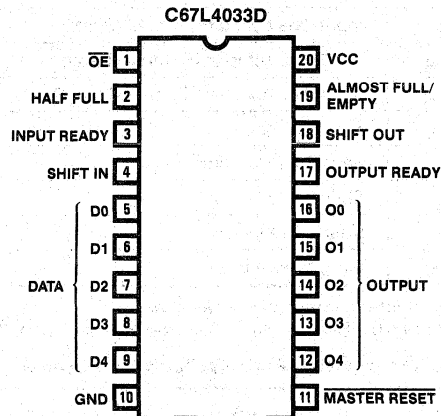 C67L4033D
OE 1
20 VCC
HALF FULL 2
19 ALMOST FULL/
EMPTY
INPUT READY 3
18 SHIFT OUT
SHIFT IN 4
17 OUTPUT READY
D0 5
16 O0
D1 6
15 O1
DATA
D2 7
14 O2
OUTPUT
D3 8
13 O3
D4 9
12 O4
GND 10
11 MASTER RESET